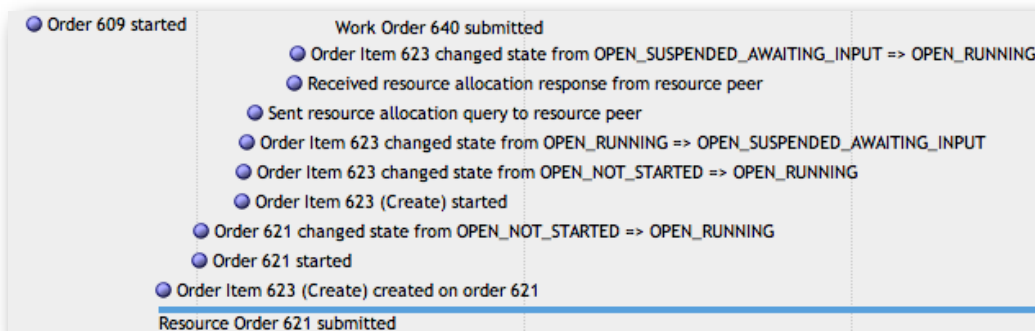 Order 609 started
Work Order 640 submitted
Order Item 623 changed state from OPEN_SUSPENDED_AWAITING_INPUT => OPEN_RUNNING
Received resource allocation response from resource peer
Sent resource allocation query to resource peer
Order Item 623 changed state from OPEN_RUNNING => OPEN_SUSPENDED_AWAITING_INPUT
Order Item 623 changed state from OPEN_NOT_STARTED => OPEN_RUNNING
Order Item 623 (Create) started
Order 621 changed state from OPEN_NOT_STARTED => OPEN_RUNNING
Order 621 started
Order Item 623 (Create) created on order 621
Resource Order 621 submitted